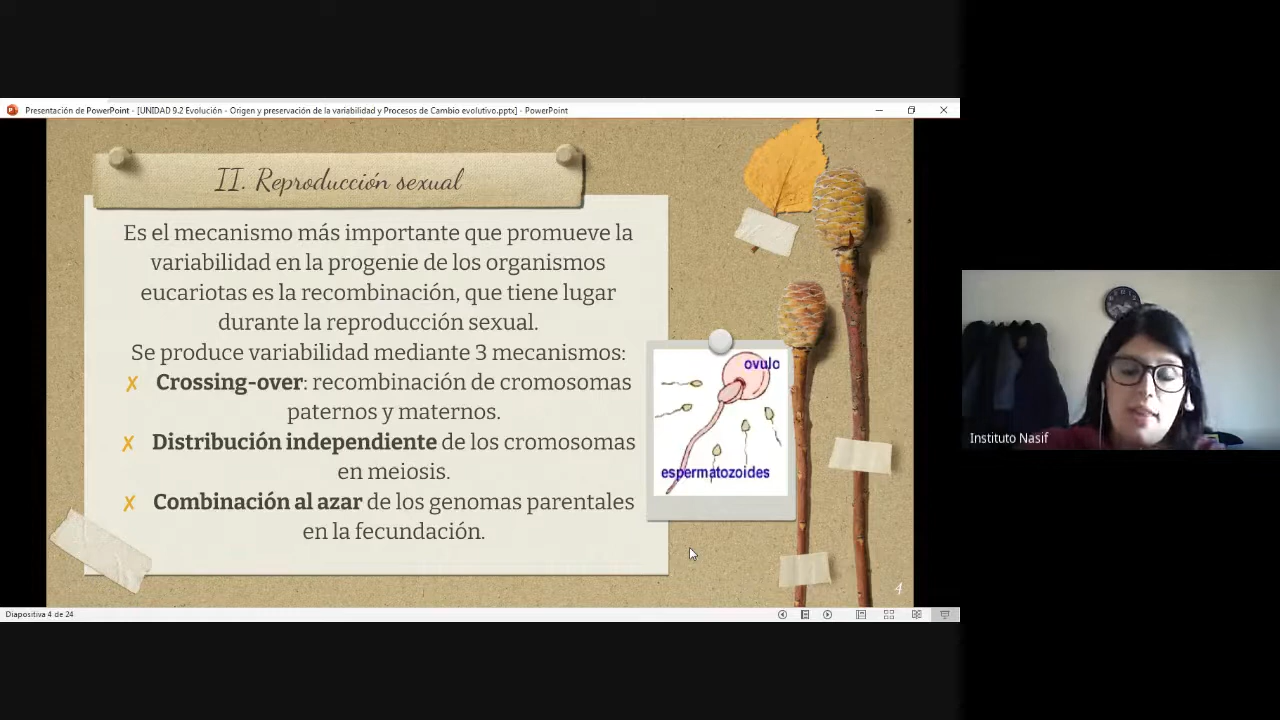 Presentación de PowerPoint - [UNIDAD 9.2 Evolución - Origen y preservación de la variabilidad y Procesos de Cambio evolutivo.pptx] - PowerPoint
II. Reproducción sexual
Es el mecanismo más importante que promueve la
variabilidad en la progenie de los organismos
eucariotas es la recombinación, que tiene lugar
durante la reproducción sexual.
Se produce variabilidad mediante 3 mecanismos:
✗ Crossing-over: recombinación de cromosomas
paternos y maternos.
✗ Distribución independiente de los cromosomas
en meiosis.
✗ Combinación al azar de los genomas parentales
en la fecundación.
ovulo
espermatozoides
4
Diapositiva 4 de 24
Instituto Nasif